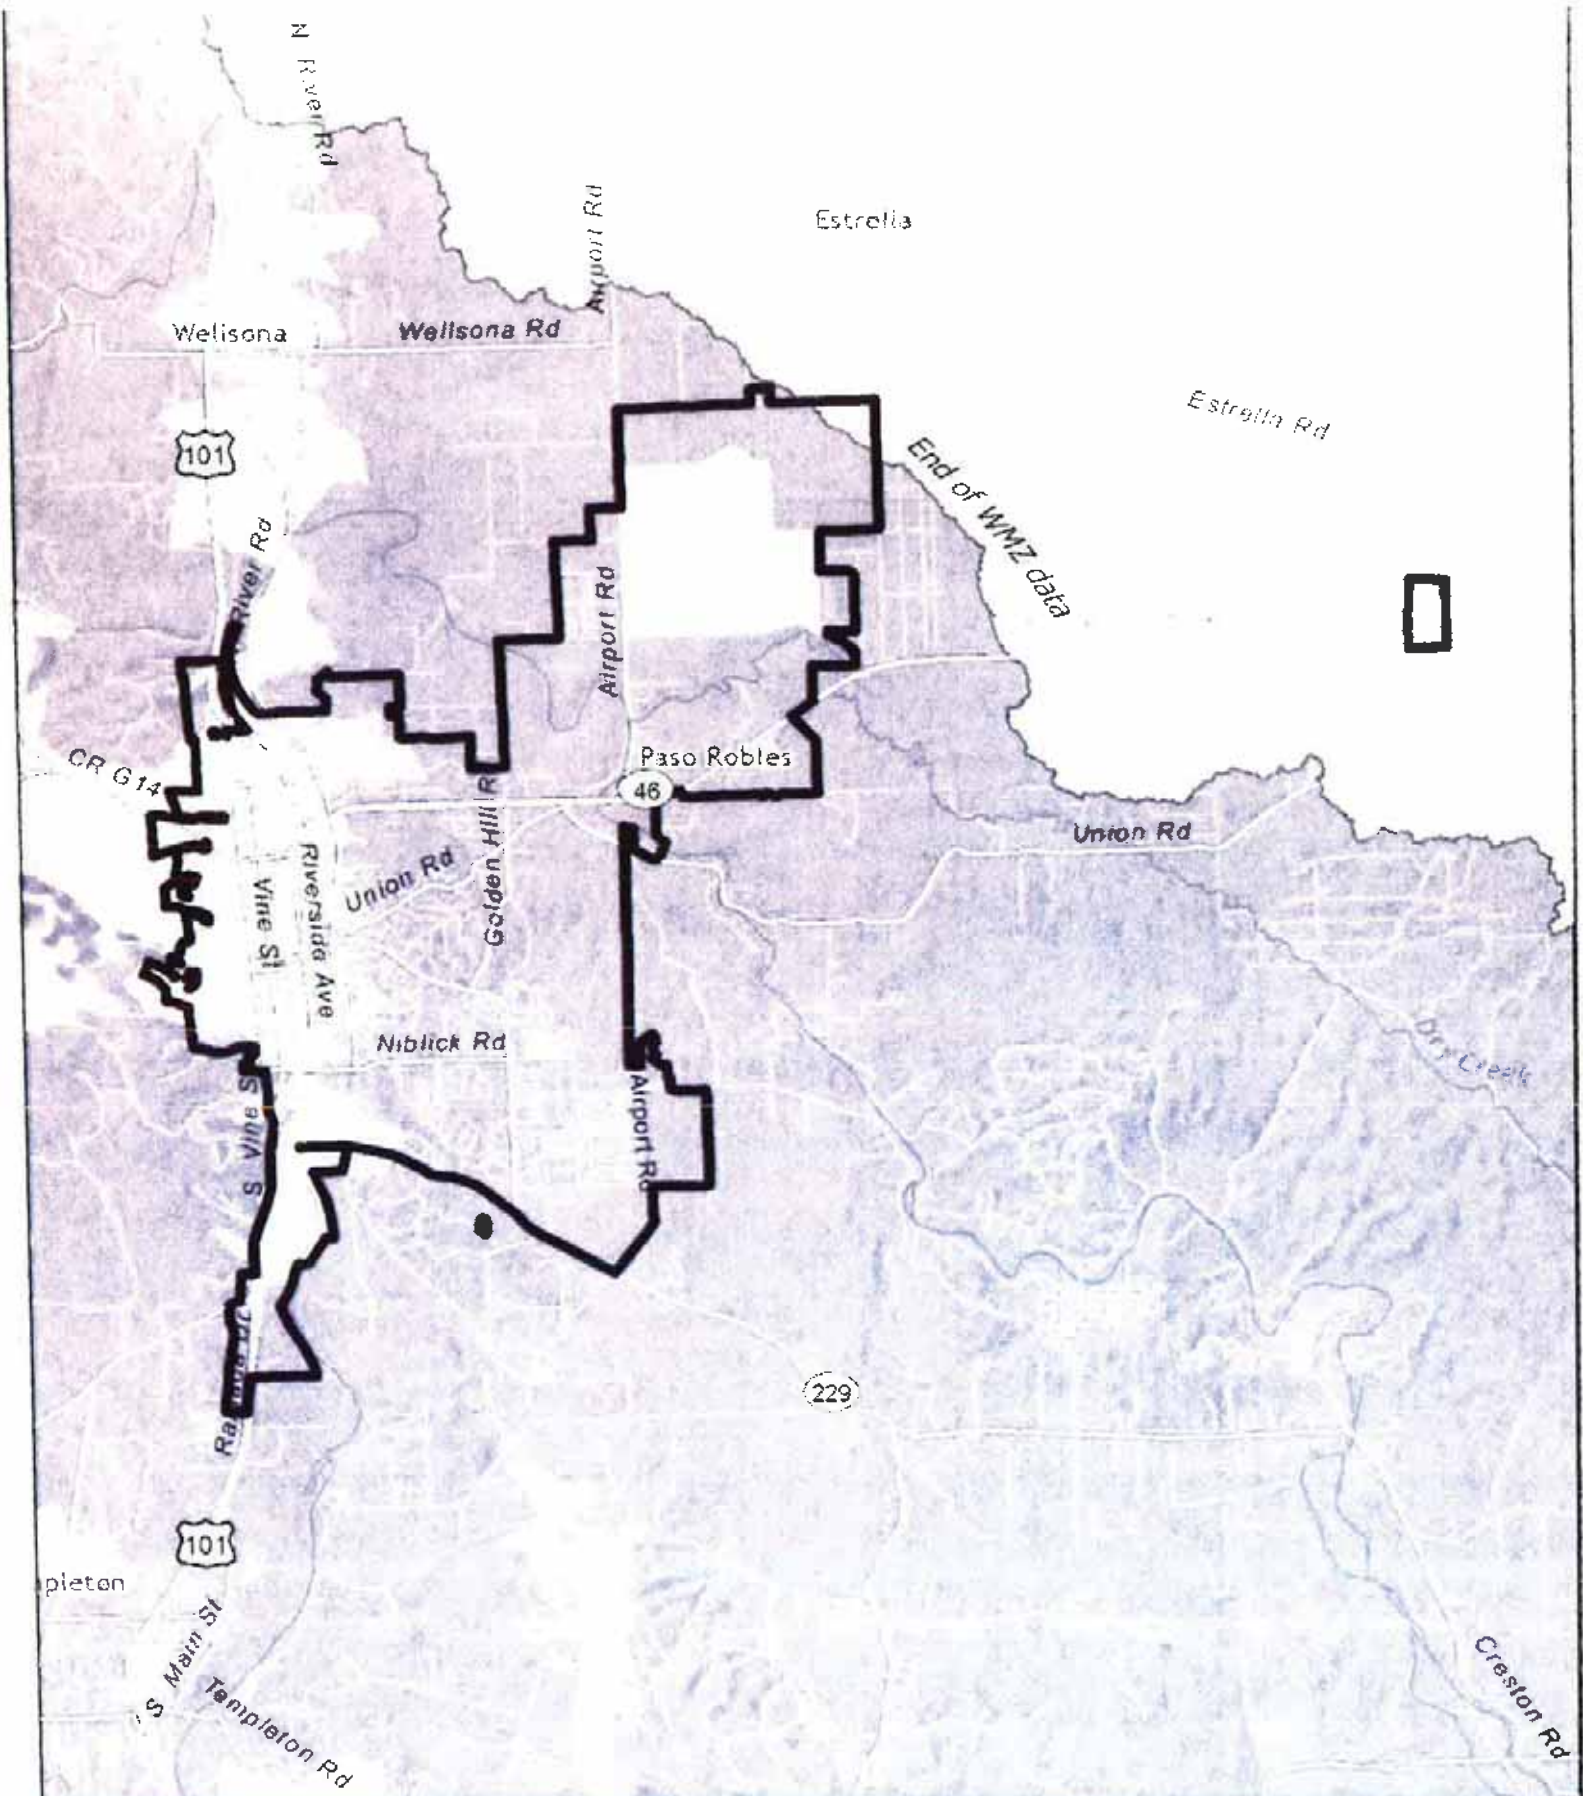 N River Rd
Airport Rd
Estrella
Welisona
Wellsona Rd
Estrella Rd
101
End of WMZ data
River Rd
Airport Rd
CR G14
Paso Robles
46
Golden Hill R
Union Rd
Union Rd
Vine St
Riverside Ave
Niblick Rd
Dry Creek
S Vine S
Airport Rd
229
Ra
101
pleton
S Main St
Templeton Rd
Creston Rd